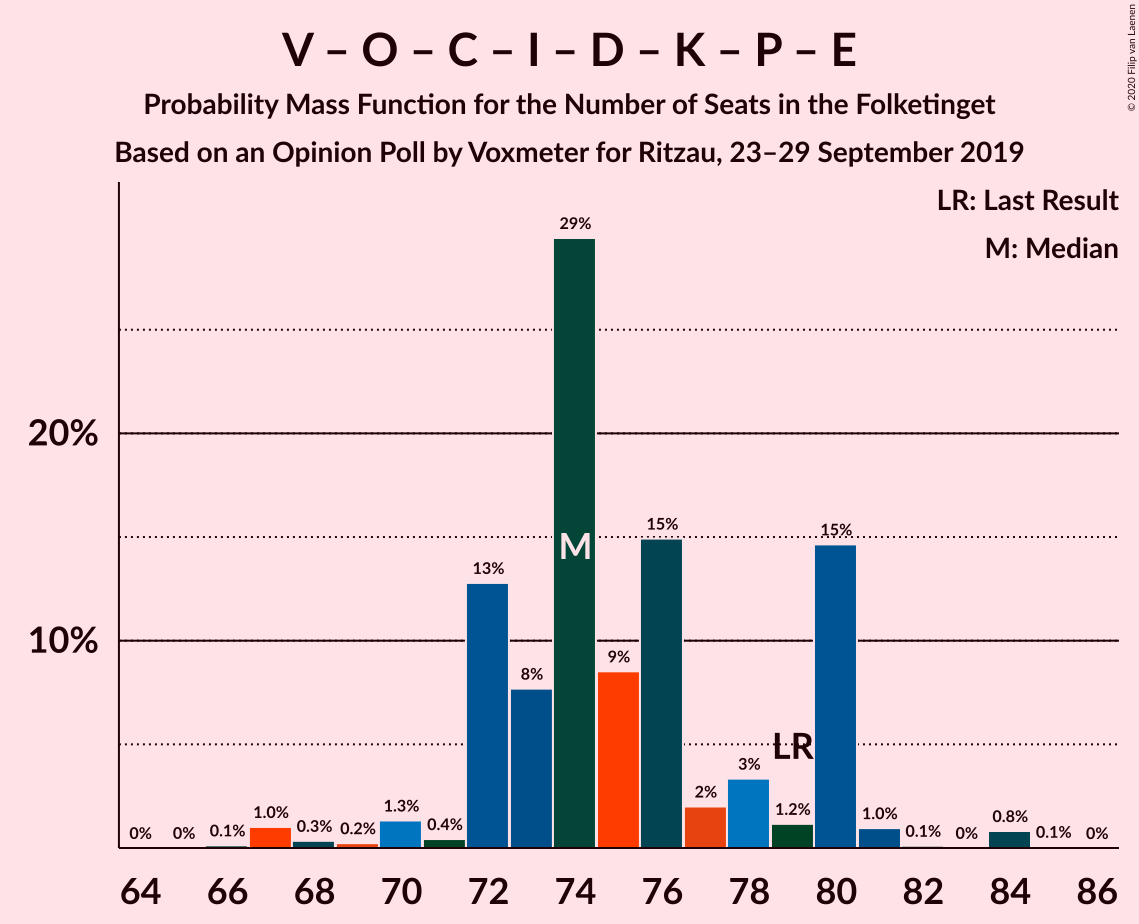 V – O – C – I – D – K – P – E
Probability Mass Function for the Number of Seats in the Folketinget
Based on an Opinion Poll by Voxmeter for Ritzau, 23–29 September 2019
© 2020 Filip van Laenen
LR: Last Result
M: Median
20%
10%
0%
0%
0.1%
1.0%
0.3%
0.2%
1.3%
0.4%
13%
8%
29%
9%
15%
2%
3%
1.2%
15%
1.0%
0.1%
0%
0.8%
0.1%
0%
M
LR
64 66 68 70 72 74 76 78 80 82 84 86